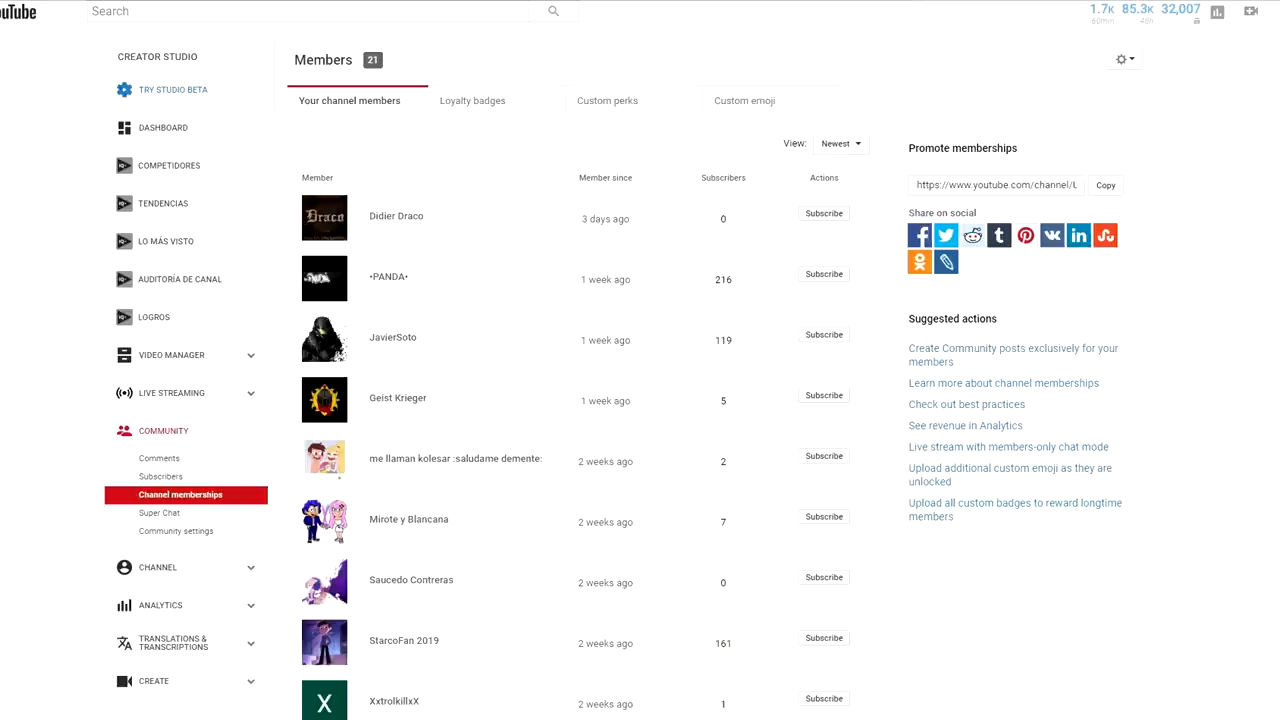 ouTube
Search
1.7K 85.3K 32,007
60min 48h
CREATOR STUDIO
TRY STUDIO BETA
DASHBOARD
COMPETIDORES
TENDENCIAS
LO MÁS VISTO
AUDITORÍA DE CANAL
LOGROS
VIDEO MANAGER
LIVE STREAMING
COMMUNITY
Comments
Subscribers
Channel memberships
Super Chat
Community settings
CHANNEL
ANALYTICS
TRANSLATIONS &
TRANSCRIPTIONS
CREATE
Members 21
Your channel members Loyalty badges Custom perks Custom emoji
View: Newest
Member Member since Subscribers Actions
Draco
Didier Draco 3 days ago 0 Subscribe
•PANDA• 1 week ago 216 Subscribe
JavierSoto 1 week ago 119 Subscribe
Geist Krieger 1 week ago 5 Subscribe
me llaman kolesar :saludame demente: 2 weeks ago 2 Subscribe
Mirote y Blancana 2 weeks ago 7 Subscribe
Saucedo Contreras 2 weeks ago 0 Subscribe
StarcoFan 2019 2 weeks ago 161 Subscribe
X XxtrolkillxX 2 weeks ago 1 Subscribe
Promote memberships
https://www.youtube.com/channel/U Copy
Share on social
Suggested actions
Create Community posts exclusively for your
members
Learn more about channel memberships
Check out best practices
See revenue in Analytics
Live stream with members-only chat mode
Upload additional custom emoji as they are
unlocked
Upload all custom badges to reward longtime
members